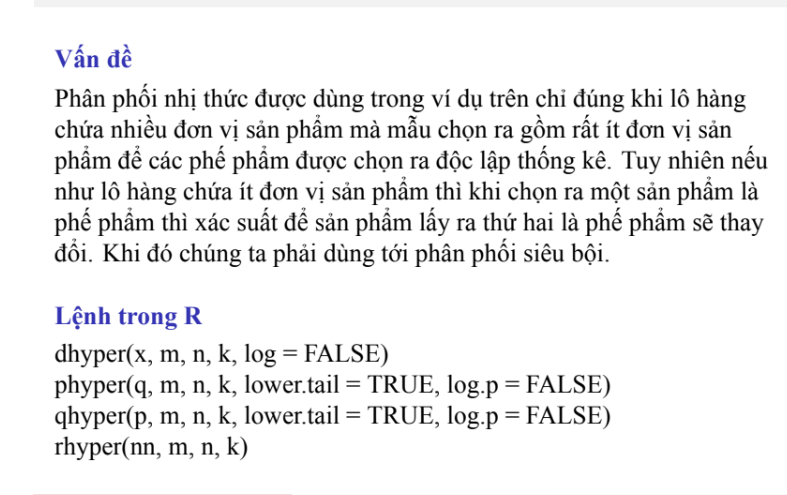 Vấn đề
Phân phối nhị thức được dùng trong ví dụ trên chỉ đúng khi lô hàng
chứa nhiều đơn vị sản phẩm mà mẫu chọn ra gồm rất ít đơn vị sản
phẩm để các phế phẩm được chọn ra độc lập thống kê. Tuy nhiên nếu
như lô hàng chứa ít đơn vị sản phẩm thì khi chọn ra một sản phẩm là
phế phẩm thì xác suất để sản phẩm lấy ra thứ hai là phế phẩm sẽ thay
đổi. Khi đó chúng ta phải dùng tới phân phối siêu bội.
Lệnh trong R
dhyper(x, m, n, k, log = FALSE)
phyper(q, m, n, k, lower.tail = TRUE, log.p = FALSE)
qhyper(p, m, n, k, lower.tail = TRUE, log.p = FALSE)
rhyper(nn, m, n, k)